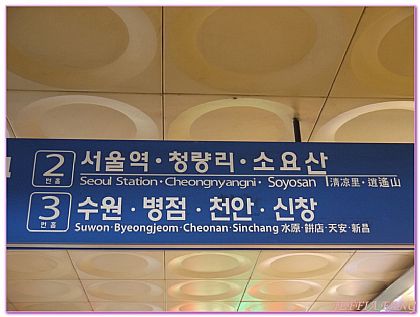 2 번홈 서울역·청량리·소요산
Seoul Station·Cheongnyangni·Soyosan 淸凉里·逍遙山
3 번홈 수원·병점·천안·신창
Suwon·Byeongjeom·Cheonan·Sinchang 水原·餠店·天安·新昌